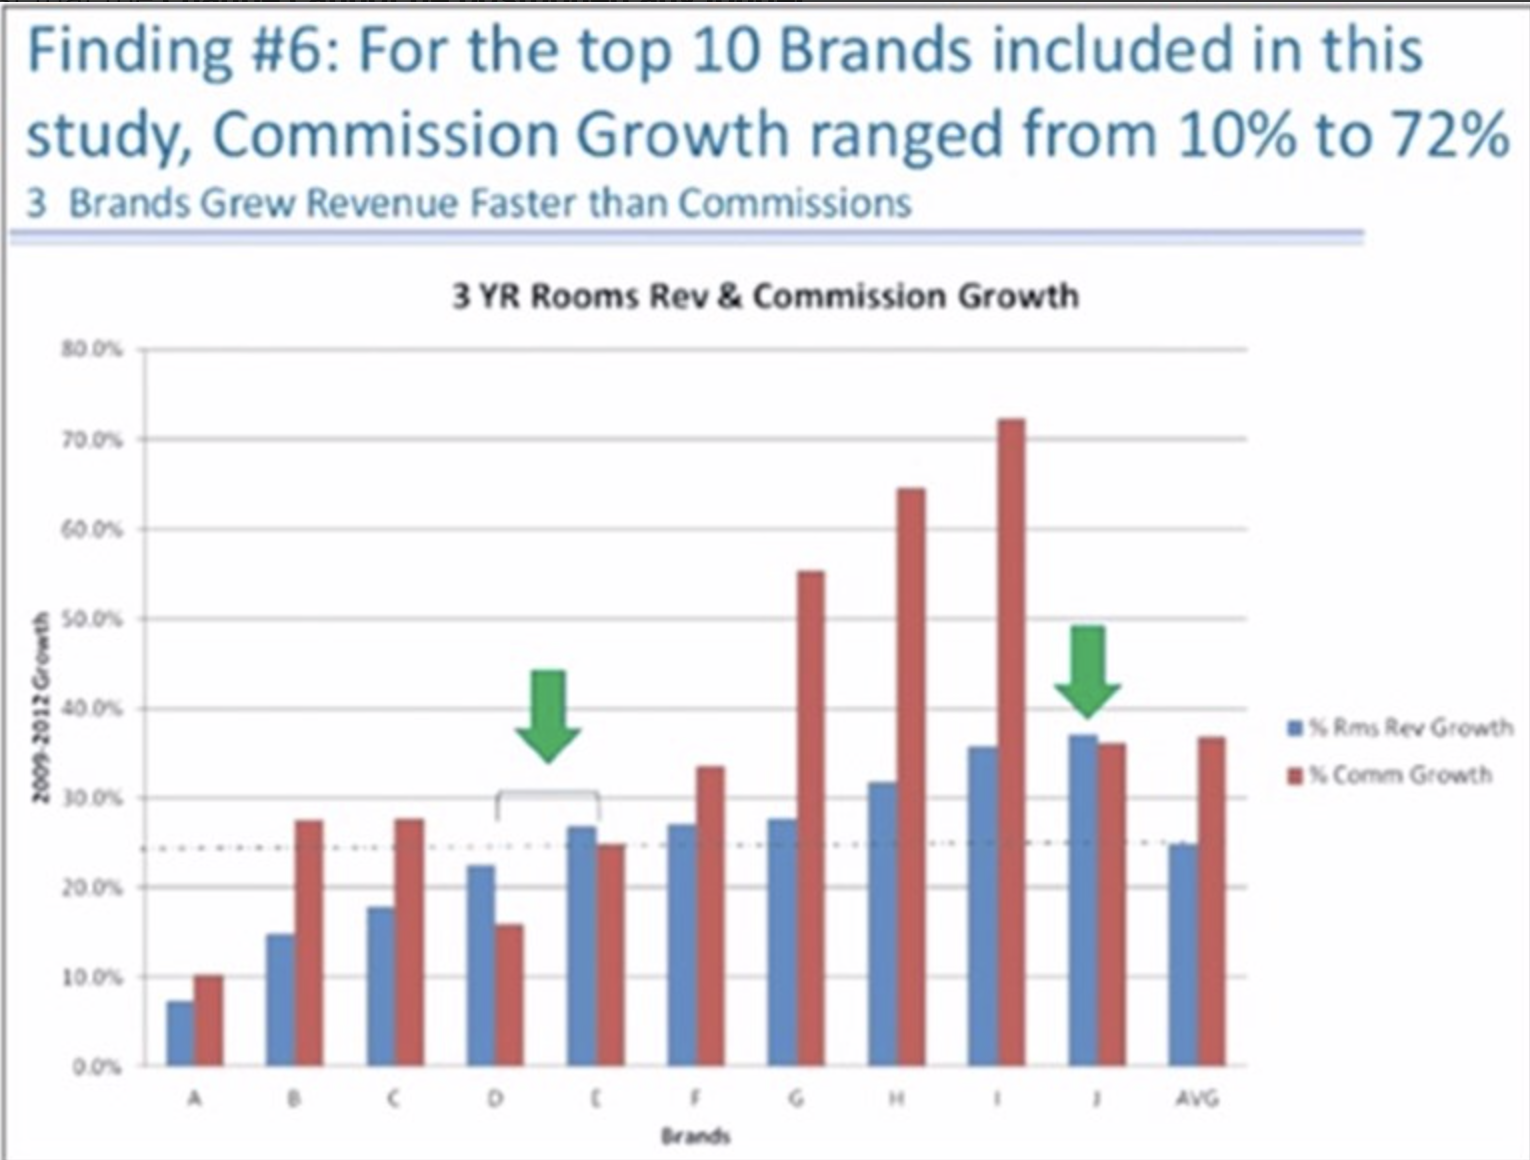 Finding #6: For the top 10 Brands included in this
study, Commission Growth ranged from 10% to 72%
3 Brands Grew Revenue Faster than Commissions
3 YR Rooms Rev & Commission Growth
80.0%
70.0%
60.0%
50.0%
40.0%
30.0%
20.0%
10.0%
0.0%
2009-2012 Growth
% Rms Rev Growth
% Comm Growth
A B C D E F G H I J AVG
Brands